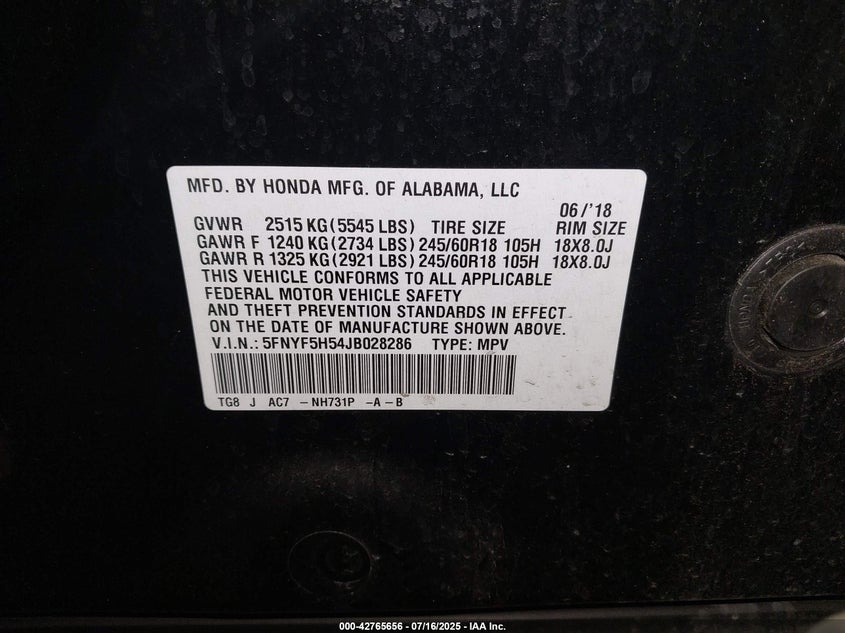 MFD. BY HONDA MFG. OF ALABAMA, LLC
06/'18
GVWR 2515 KG (5545 LBS) TIRE SIZE RIM SIZE
GAWR F 1240 KG (2734 LBS) 245/60R18 105H 18X8.0J
GAWR R 1325 KG (2921 LBS) 245/60R18 105H 18X8.0J
THIS VEHICLE CONFORMS TO ALL APPLICABLE
FEDERAL MOTOR VEHICLE SAFETY
AND THEFT PREVENTION STANDARDS IN EFFECT
ON THE DATE OF MANUFACTURE SHOWN ABOVE.
V.I.N.: 5FNYF5H54JB028286 TYPE: MPV
TG8 J AC7 -NH731P -A-B
HONDA
000-42765656 - 07/16/2025 - IAA Inc.